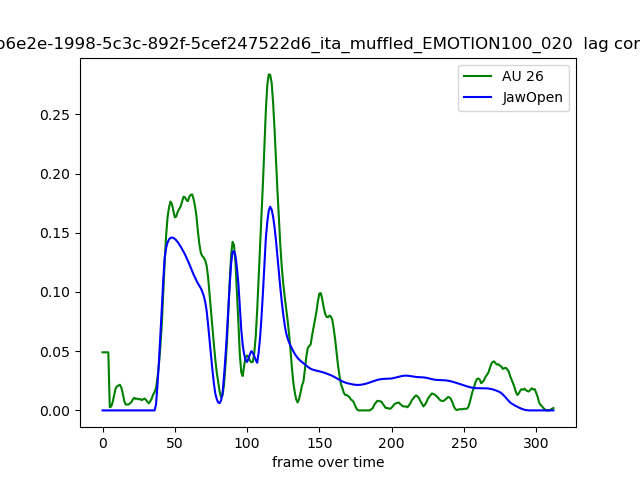 b6e2e-1998-5c3c-892f-5cef247522d6_ita_muffled_EMOTION100_020 lag cor
AU 26
JawOpen
0.25
0.20
0.15
0.10
0.05
0.00
0 50 100 150 200 250 300
frame over time